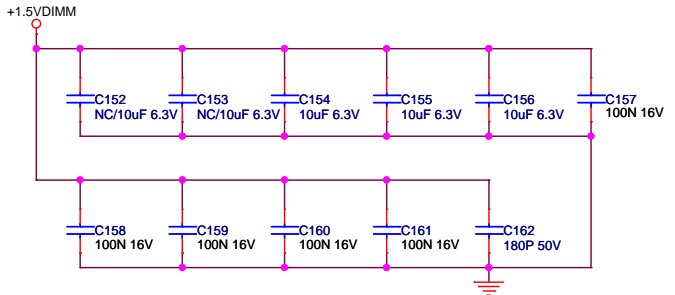 +1.5VDIMM
C152
NC/10uF 6.3V
C153
NC/10uF 6.3V
C154
10uF 6.3V
C155
10uF 6.3V
C156
10uF 6.3V
C157
100N 16V
C158
100N 16V
C159
100N 16V
C160
100N 16V
C161
100N 16V
C162
180P 50V